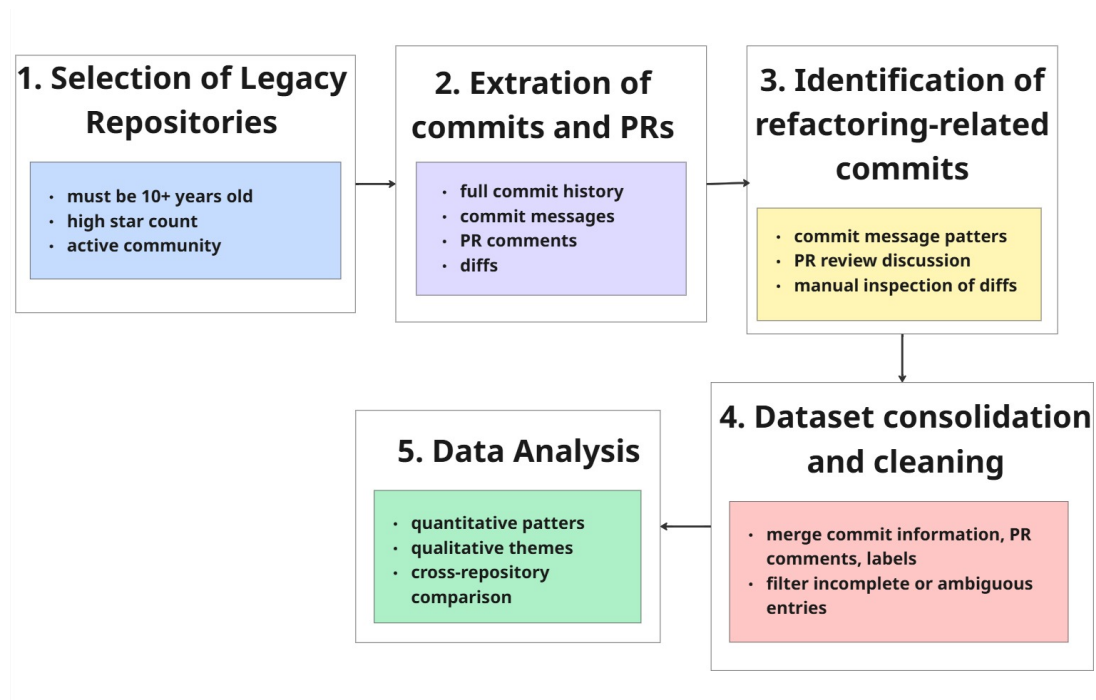 1. Selection of Legacy
Repositories
· must be 10+ years old
· high star count
· active community
2. Extration of
commits and PRs
· full commit history
· commit messages
· PR comments
· diffs
3. Identification of
refactoring-related
commits
· commit message patters
· PR review discussion
· manual inspection of diffs
4. Dataset consolidation
and cleaning
· merge commit information, PR
comments, labels
· filter incomplete or ambiguous
entries
5. Data Analysis
· quantitative patters
· qualitative themes
· cross-repository
comparison